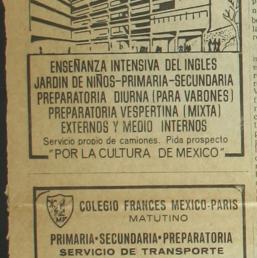 ENSEÑANZA INTENSIVA DEL INGLES
JARDIN DE NIÑOS-PRIMARIA-SECUNDARIA
PREPARATORIA DIURNA (PARA VARONES)
PREPARATORIA VESPERTINA (MIXTA)
EXTERNOS Y MEDIO INTERNOS
Servicio propio de camiones. Pida prospecto
"POR LA CULTURA DE MEXICO"
COLEGIO FRANCES MEXICO-PARIS
MATUTINO
PRIMARIA•SECUNDARIA•PREPARATORIA
SERVICIO DE TRANSPORTE